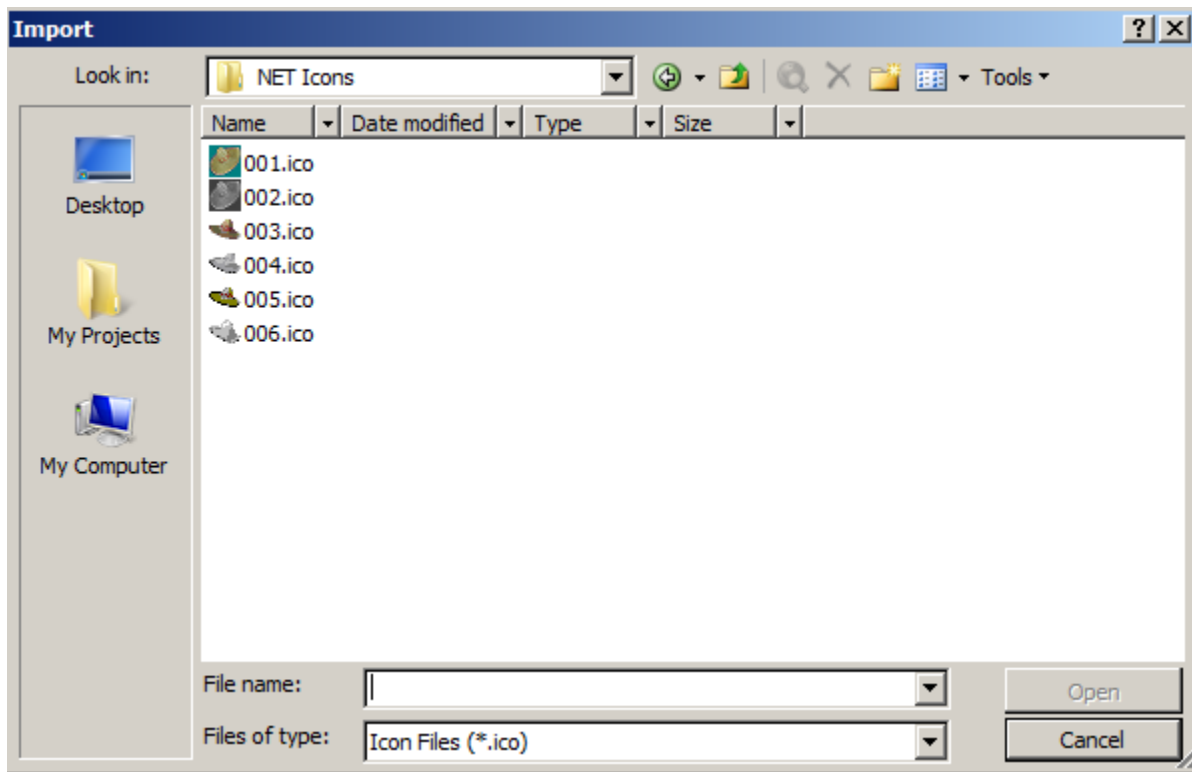 Import
Look in:
NET Icons
Tools
Name Date modified Type Size
001.ico
002.ico
003.ico
004.ico
005.ico
006.ico
Desktop
My Projects
My Computer
File name:
Open
Files of type:
Icon Files (*.ico)
Cancel